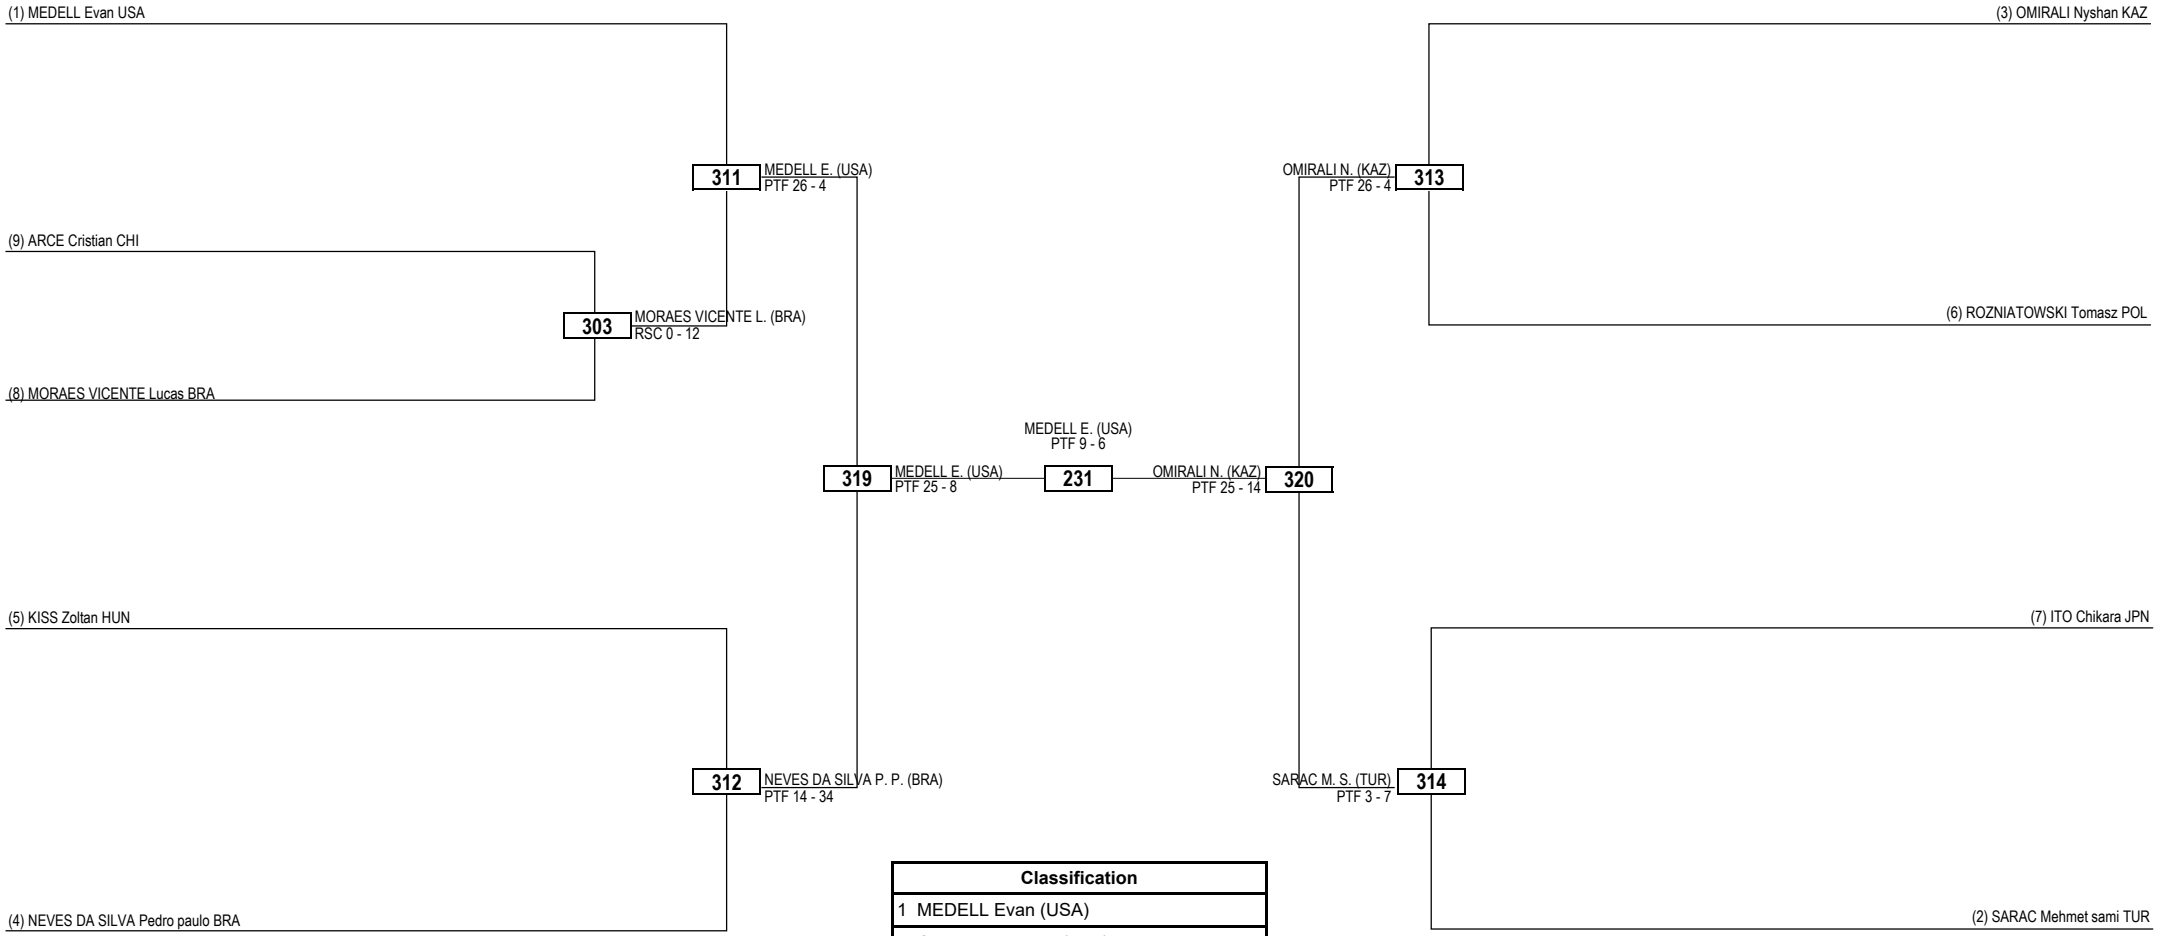 (1) MEDELL Evan USA
(3) OMIRALI Nyshan KAZ
311
MEDELL E. (USA)
PTF 26 - 4
OMIRALI N. (KAZ)
PTF 26 - 4
313
(9) ARCE Cristian CHI
303
MORAES VICENTE L. (BRA)
RSC 0 - 12
(6) ROZNIATOWSKI Tomasz POL
(8) MORAES VICENTE Lucas BRA
MEDELL E. (USA)
PTF 9 - 6
319
MEDELL E. (USA)
PTF 25 - 8
231
OMIRALI N. (KAZ)
PTF 25 - 14
320
(5) KISS Zoltan HUN
(7) ITO Chikara JPN
312
NEVES DA SILVA P. P. (BRA)
PTF 14 - 34
SARAC M. S. (TUR)
PTF 3 - 7
314
Classification
1 MEDELL Evan (USA)
(4) NEVES DA SILVA Pedro paulo BRA
(2) SARAC Mehmet sami TUR